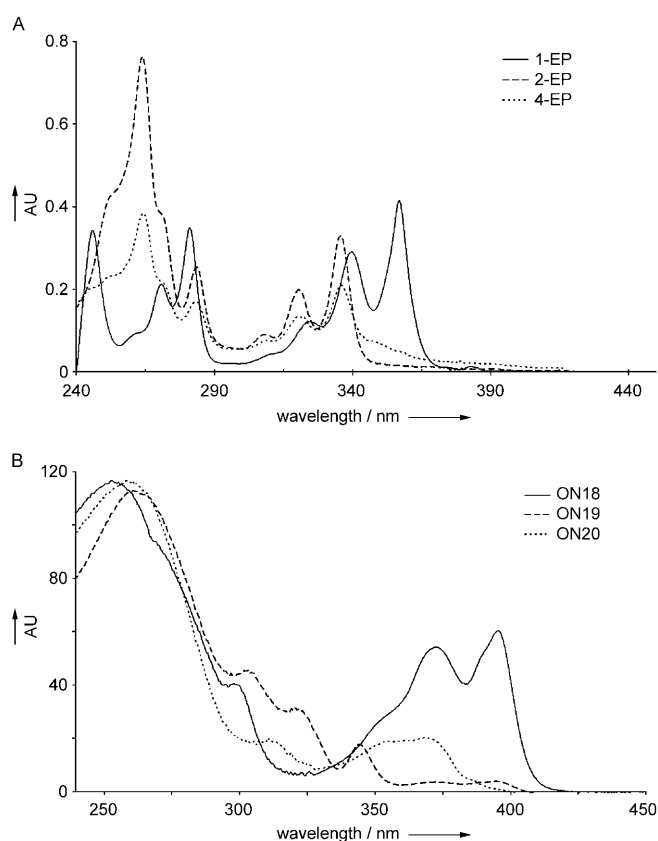 A
0.8
0.6
0.4
0.2
0
AU
1-EP
2-EP
4-EP
240 290 340 390 440
wavelength / nm
B
120
80
40
0
AU
ON18
ON19
ON20
250 300 350 400 450
wavelength / nm